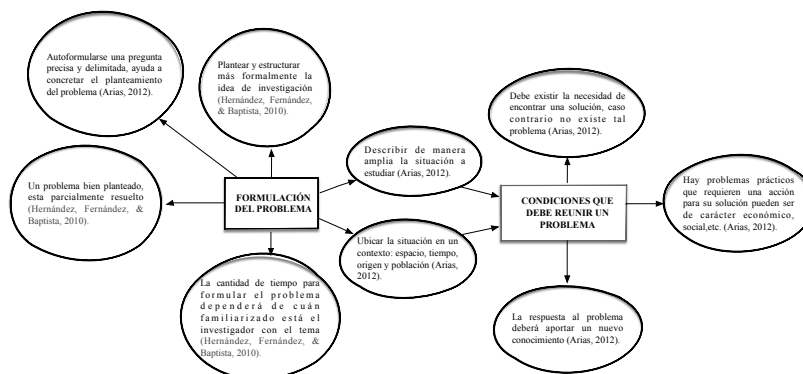 Autoformularse una pregunta
precisa y delimitada, ayuda a
concretar el planteamiento
del problema (Arias, 2012).
Plantear y estructurar
más formalmente la
idea de investigación
(Hernández, Fernández,
& Baptista, 2010).
Debe existir la necesidad de
encontrar una solución, caso
contrario no existe tal
problema (Arias, 2012).
Describir de manera
amplia la situación a
estudiar (Arias, 2012).
Un problema bien planteado,
esta parcialmente resuelto
(Hernández, Fernández, &
Baptista, 2010).
FORMULACIÓN
DEL PROBLEMA
CONDICIONES QUE
DEBE REUNIR UN
PROBLEMA
Hay problemas prácticos
que requieren una acción
para su solución pueden ser
de carácter económico,
social,etc. (Arias, 2012).
Ubicar la situación en un
contexto: espacio, tiempo,
origen y población (Arias,
2012).
La cantidad de tiempo para
formular el problema
dependerá de cuán
familiarizado está el
investigador con el tema
(Hernández, Fernández, &
Baptista, 2010).
La respuesta al problema
deberá aportar un nuevo
conocimiento (Arias, 2012).